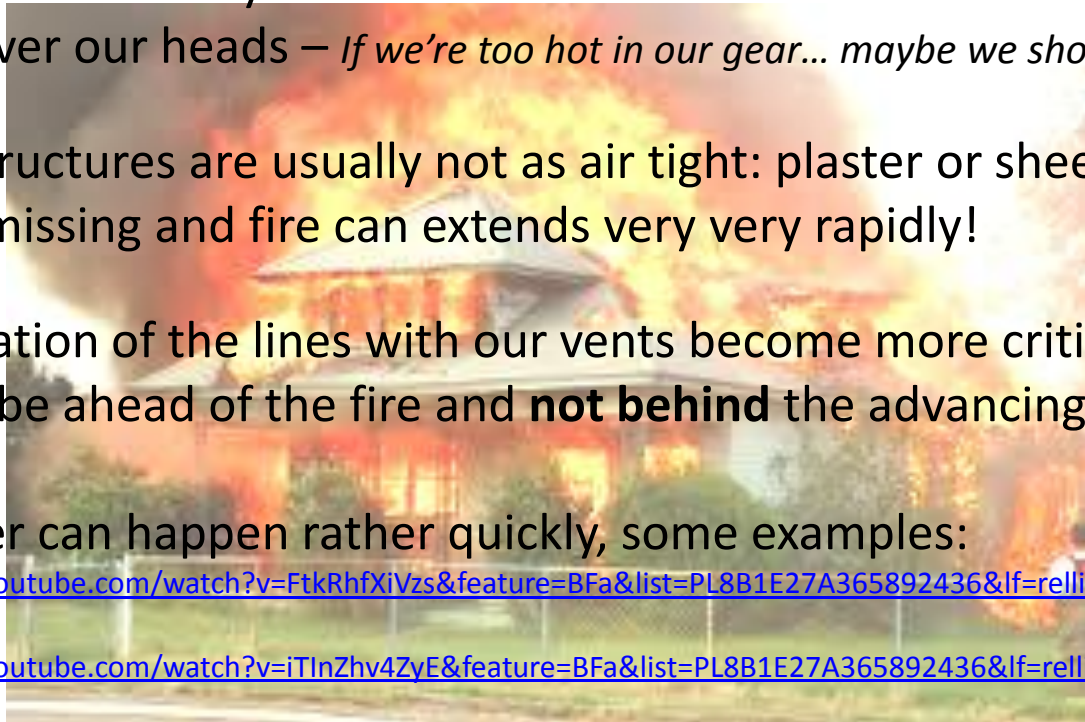 ver our heads – If we're too hot in our gear… maybe we sho
ructures are usually not as air tight: plaster or shee
missing and fire can extends very very rapidly!
ation of the lines with our vents become more criti
be ahead of the fire and not behind the advancing
er can happen rather quickly, some examples:
outube.com/watch?v=FtkRhfXiVzs&feature=BFa&list=PL8B1E27A365892436&lf=relli
outube.com/watch?v=iTInZhv4ZyE&feature=BFa&list=PL8B1E27A365892436&lf=rell